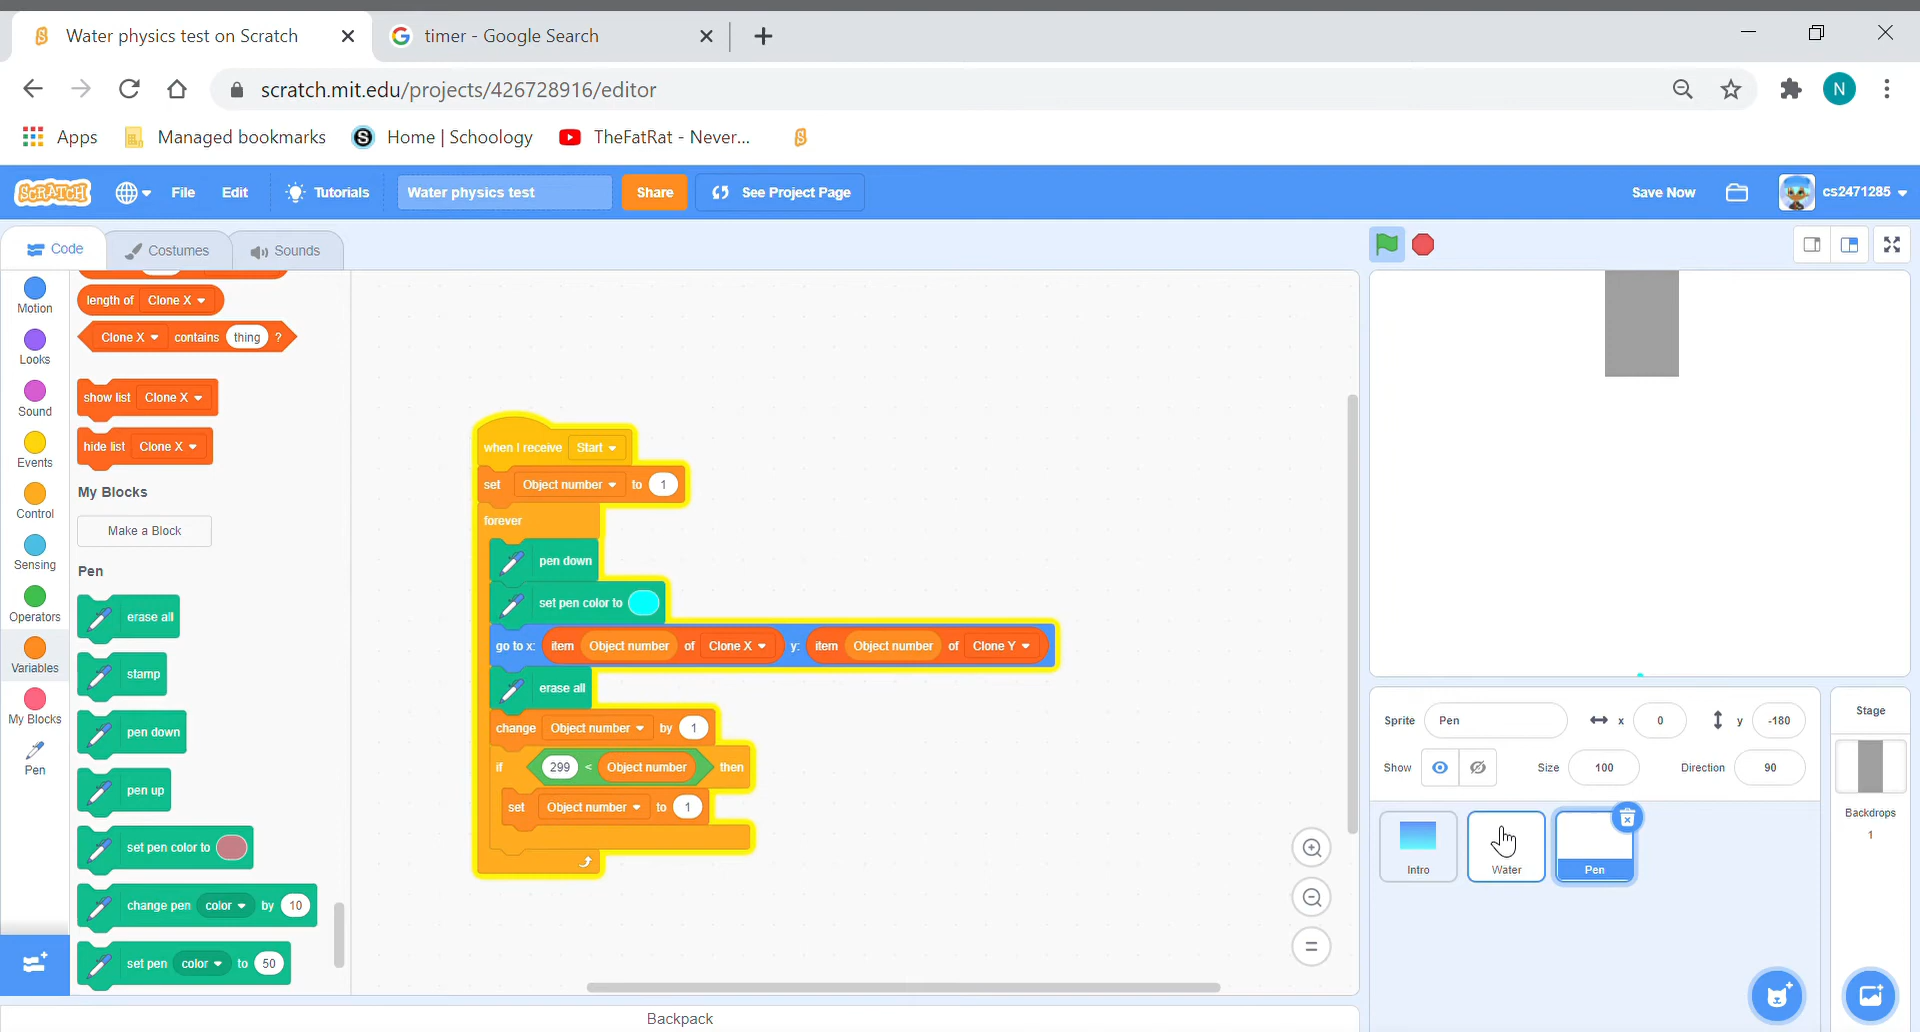 Water physics test on Scratch
timer - Google Search
scratch.mit.edu/projects/426728916/editor
N
Apps
Managed bookmarks
Home | Schoology
TheFatRat - Never...
SCRATCH
File
Edit
Tutorials
Water physics test
Share
See Project Page
Save Now
cs2471285
Code
Costumes
Sounds
Motion
Looks
Sound
Events
Control
Sensing
Operators
Variables
My Blocks
Pen
length of Clone X
Clone X contains thing ?
show list Clone X
hide list Clone X
My Blocks
Make a Block
Pen
erase all
stamp
pen down
pen up
set pen color to
change pen color by 10
set pen color to 50
when I receive Start
set Object number to 1
forever
pen down
set pen color to
go to x: item Object number of Clone X y: item Object number of Clone Y
erase all
change Object number by 1
if 299 < Object number then
set Object number to 1
Backpack
Sprite Pen x 0 y -180
Show Size 100 Direction 90
Intro
Water
Pen
Stage
Backdrops
1